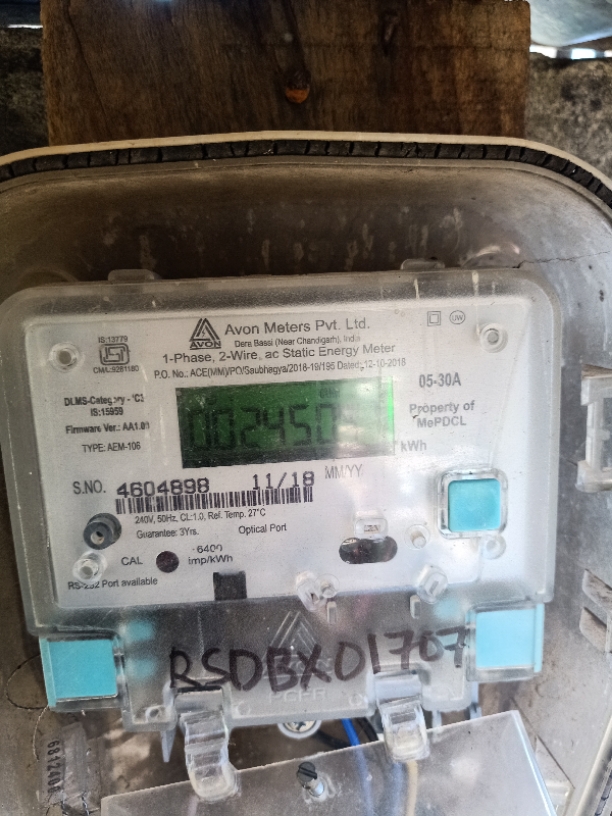 IS:13779
CM/L-9281180
AVON
Avon Meters Pvt. Ltd.
Dera Bassi (Near Chandigarh), India
1-Phase, 2-Wire, ac Static Energy Meter
P.O. No.: ACE(MM)/PO/Saubhagya/2018-19/195 Dated: 12-10-2018
05-30A
DLMS-Category - 'C1
IS:15959
Firmware Ver.: AA1.01
TYPE: AEM-106
kWh
Property of
MePDCL
S.NO. 4604898 11/18 MM/YY
240V, 50Hz, CL:1.0, Ref. Temp. 27°C
Guarantee: 3Yrs.
Optical Port
CAL
6400
imp/kWh
RS-232 Port available
RSDBX01707